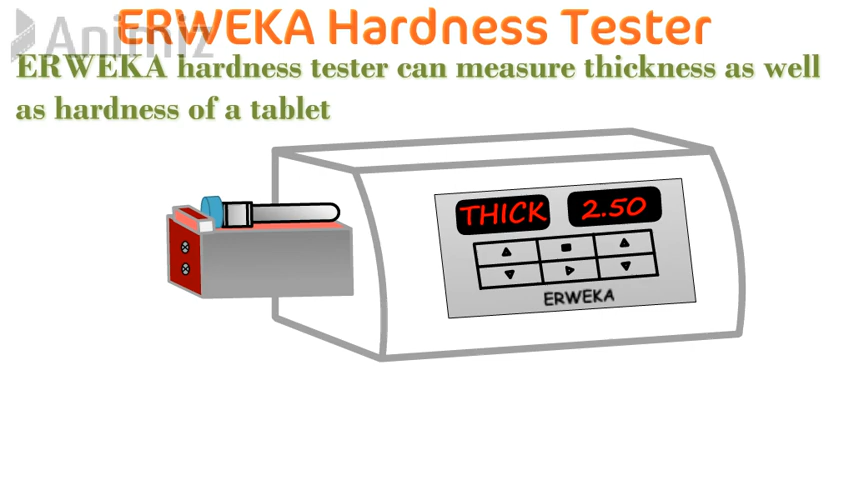 ERWEKA Hardness Tester
Animiz
ERWEKA hardness tester can measure thickness as well
as hardness of a tablet
THICK 2.50
ERWEKA